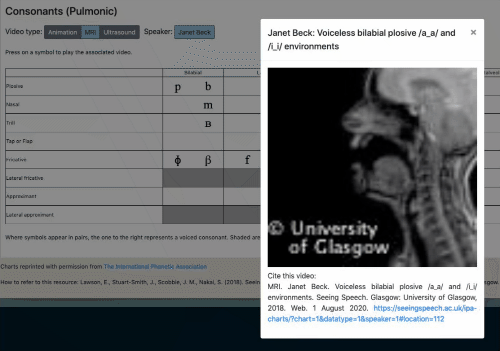 Consonants (Pulmonic)
Video type: Animation MRI Ultrasound Speaker: Janet Beck
Press on a symbol to play the associated video.
Bilabial
Plosive p b
Nasal m
Trill ʙ
Tap or Flap
Fricative ɸ β f
Lateral fricative
Approximant
Lateral approximant
Where symbols appear in pairs, the one to the right represents a voiced consonant. Shaded are
Charts reprinted with permission from The International Phonetic Association
How to refer to this resource: Lawson, E., Stuart-Smith, J., Scobbie, J. M., Nakai, S. (2018). Seein
Janet Beck: Voiceless bilabial plosive /a_a/ and
/i_i/ environments
×
© University
of Glasgow
Cite this video:
MRI. Janet Beck. Voiceless bilabial plosive /a_a/ and /i_i/
environments. Seeing Speech. Glasgow: University of Glasgow,
2018. Web. 1 August 2020. https://seeingspeech.ac.uk/ipa-
charts/?chart=1&datatype=1&speaker=1#location=112